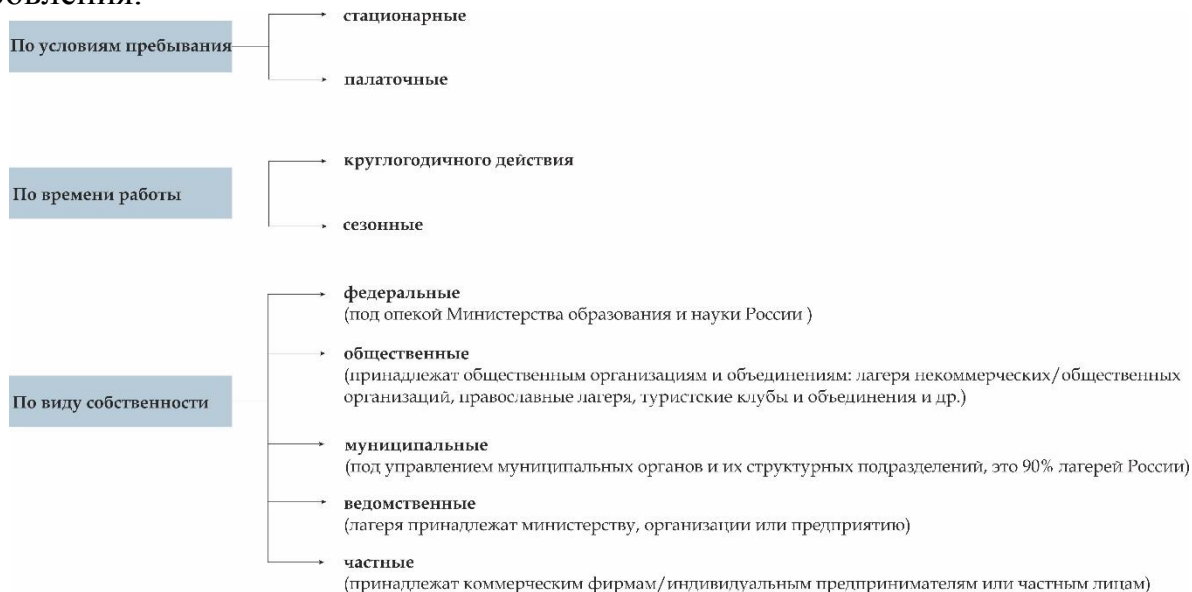 стационарные
По условиям пребывания
палаточные
круглогодичного действия
По времени работы
сезонные
федеральные
(под опекой Министерства образования и науки России )
общественные
(принадлежат общественным организациям и объединениям: лагеря некоммерческих/общественных
По виду собственности
организаций, православные лагеря, туристские клубы и объединения и др.)
муниципальные
(под управлением муниципальных органов и их структурных подразделений, это 90% лагерей России)
ведомственные
(лагеря принадлежат министерству, организации или предприятию)
частные
(принадлежат коммерческим фирмам/индивидуальным предпринимателям или частным лицам)